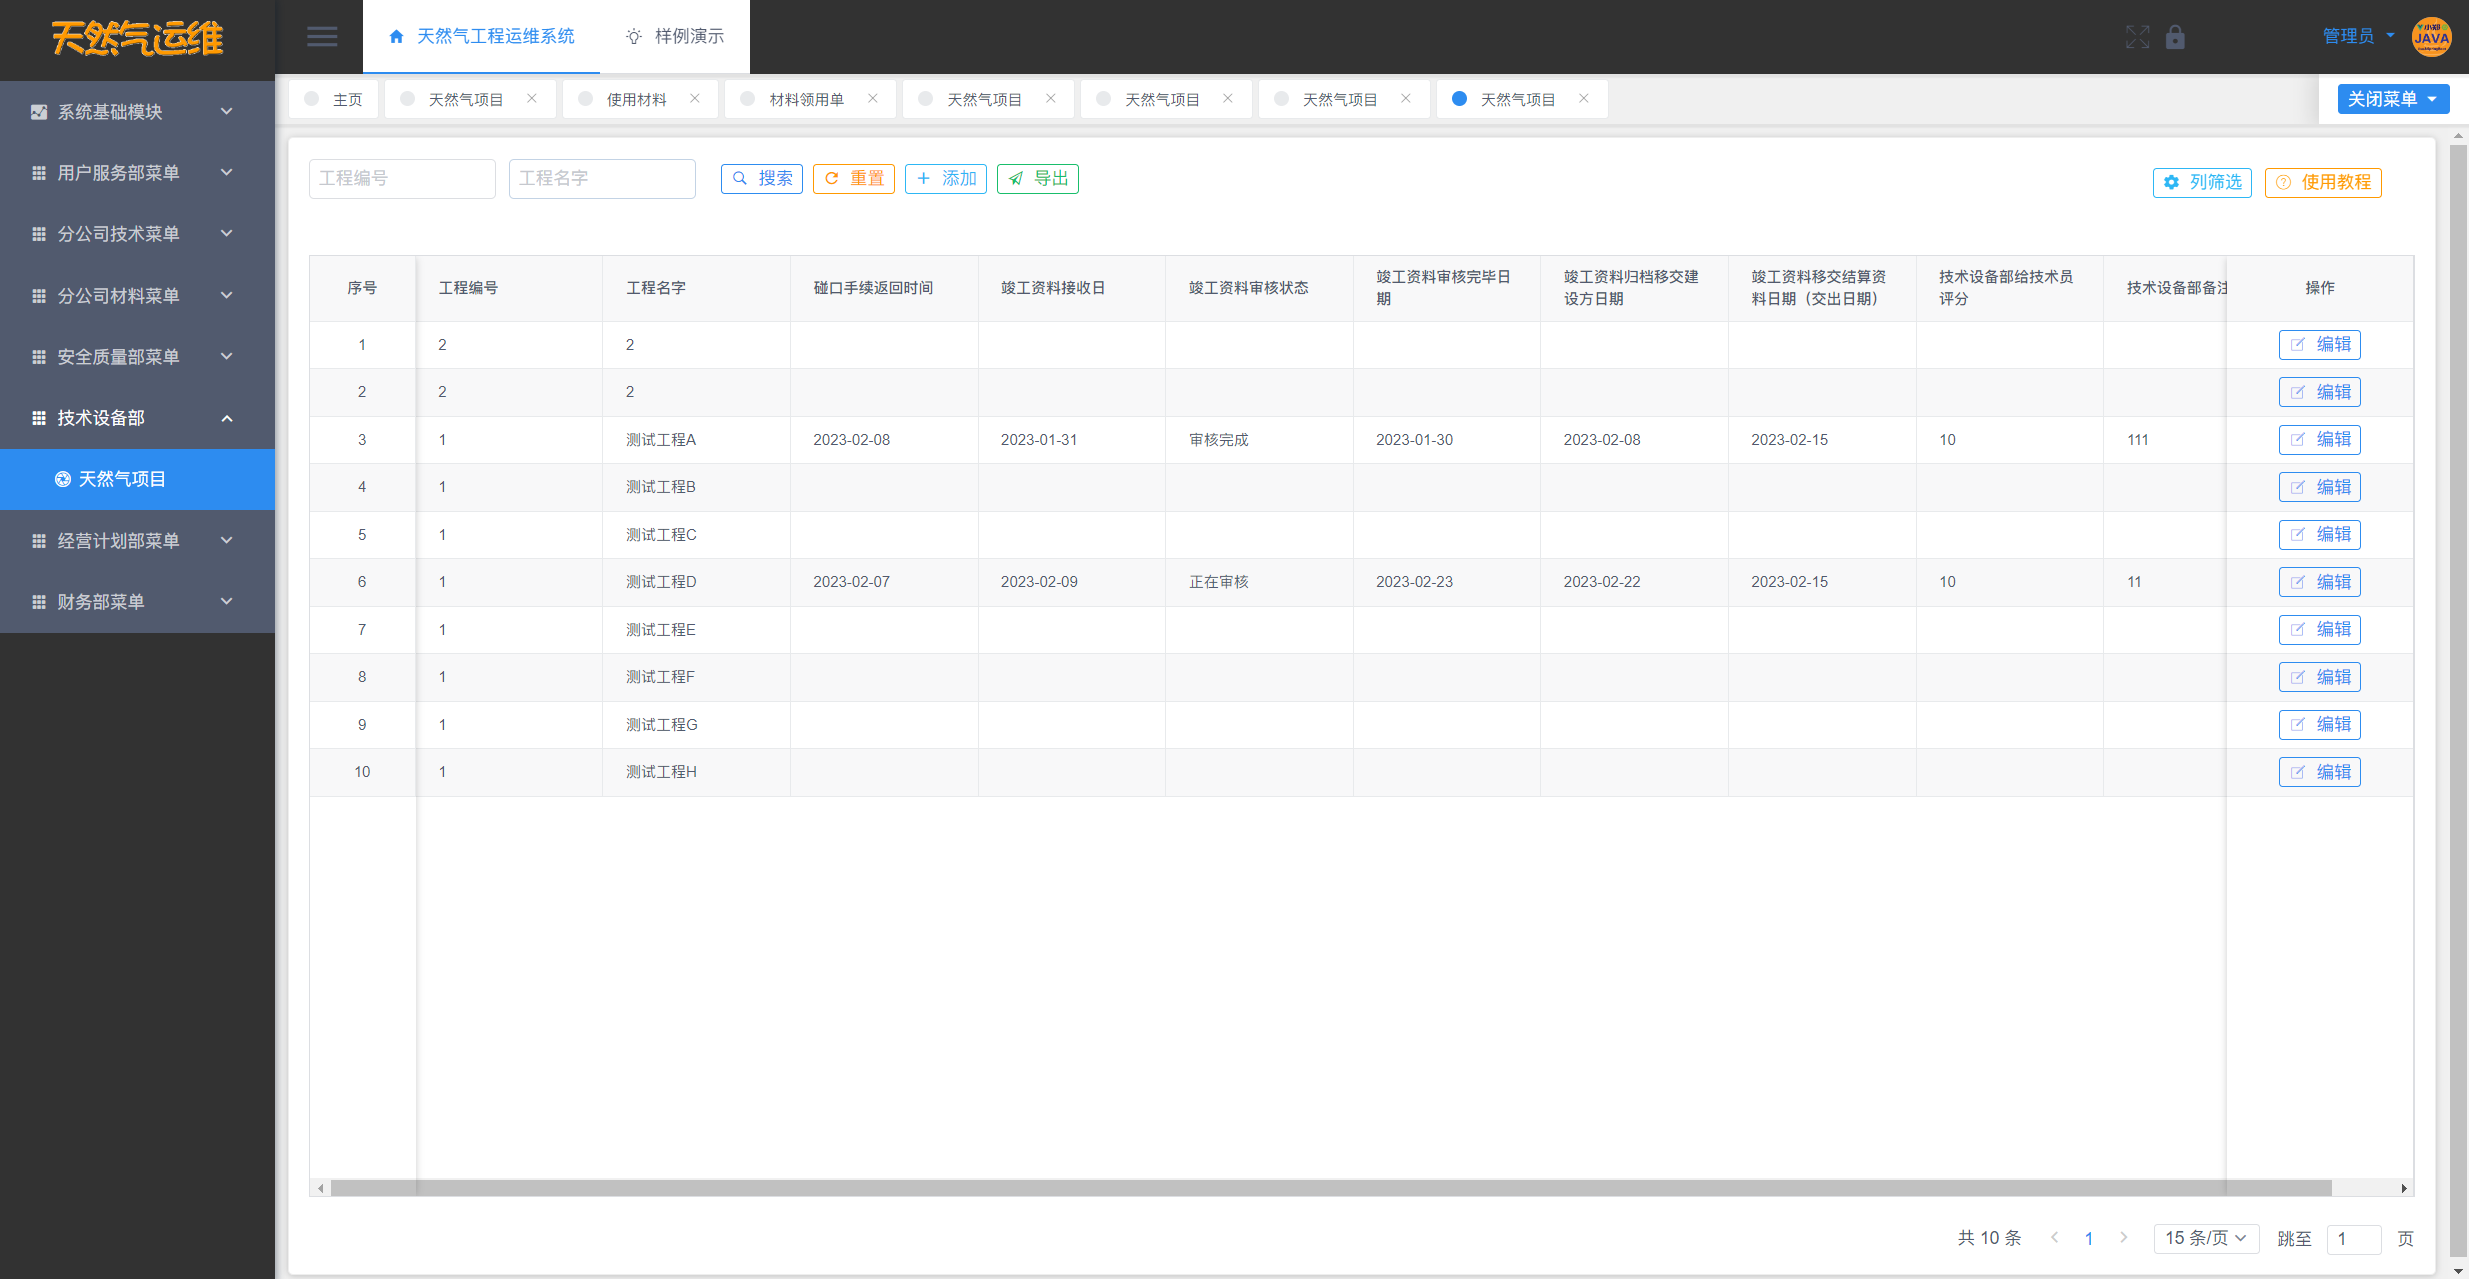 天然气运维
天然气工程运维系统
样例演示
管理员
小知
JAVA
系统基础模块
用户服务部菜单
分公司技术菜单
分公司材料菜单
安全质量部菜单
技术设备部
天然气项目
经营计划部菜单
财务部菜单
主页
天然气项目
使用材料
材料领用单
天然气项目
天然气项目
天然气项目
天然气项目
关闭菜单
工程编号
工程名字
搜索
重置
添加
导出
列筛选
使用教程
序号 工程编号 工程名字 碰口手续返回时间 竣工资料接收日 竣工资料审核状态 竣工资料审核完毕日期 竣工资料归档移交建设方日期 竣工资料移交结算资料日期（交出日期） 技术设备部给技术员评分 技术设备部备注 操作
1 2 2 编辑
2 2 2 编辑
3 1 测试工程A 2023-02-08 2023-01-31 审核完成 2023-01-30 2023-02-08 2023-02-15 10 111 编辑
4 1 测试工程B 编辑
5 1 测试工程C 编辑
6 1 测试工程D 2023-02-07 2023-02-09 正在审核 2023-02-23 2023-02-22 2023-02-15 10 11 编辑
7 1 测试工程E 编辑
8 1 测试工程F 编辑
9 1 测试工程G 编辑
10 1 测试工程H 编辑
共 10 条 1 15 条/页 跳至 1 页